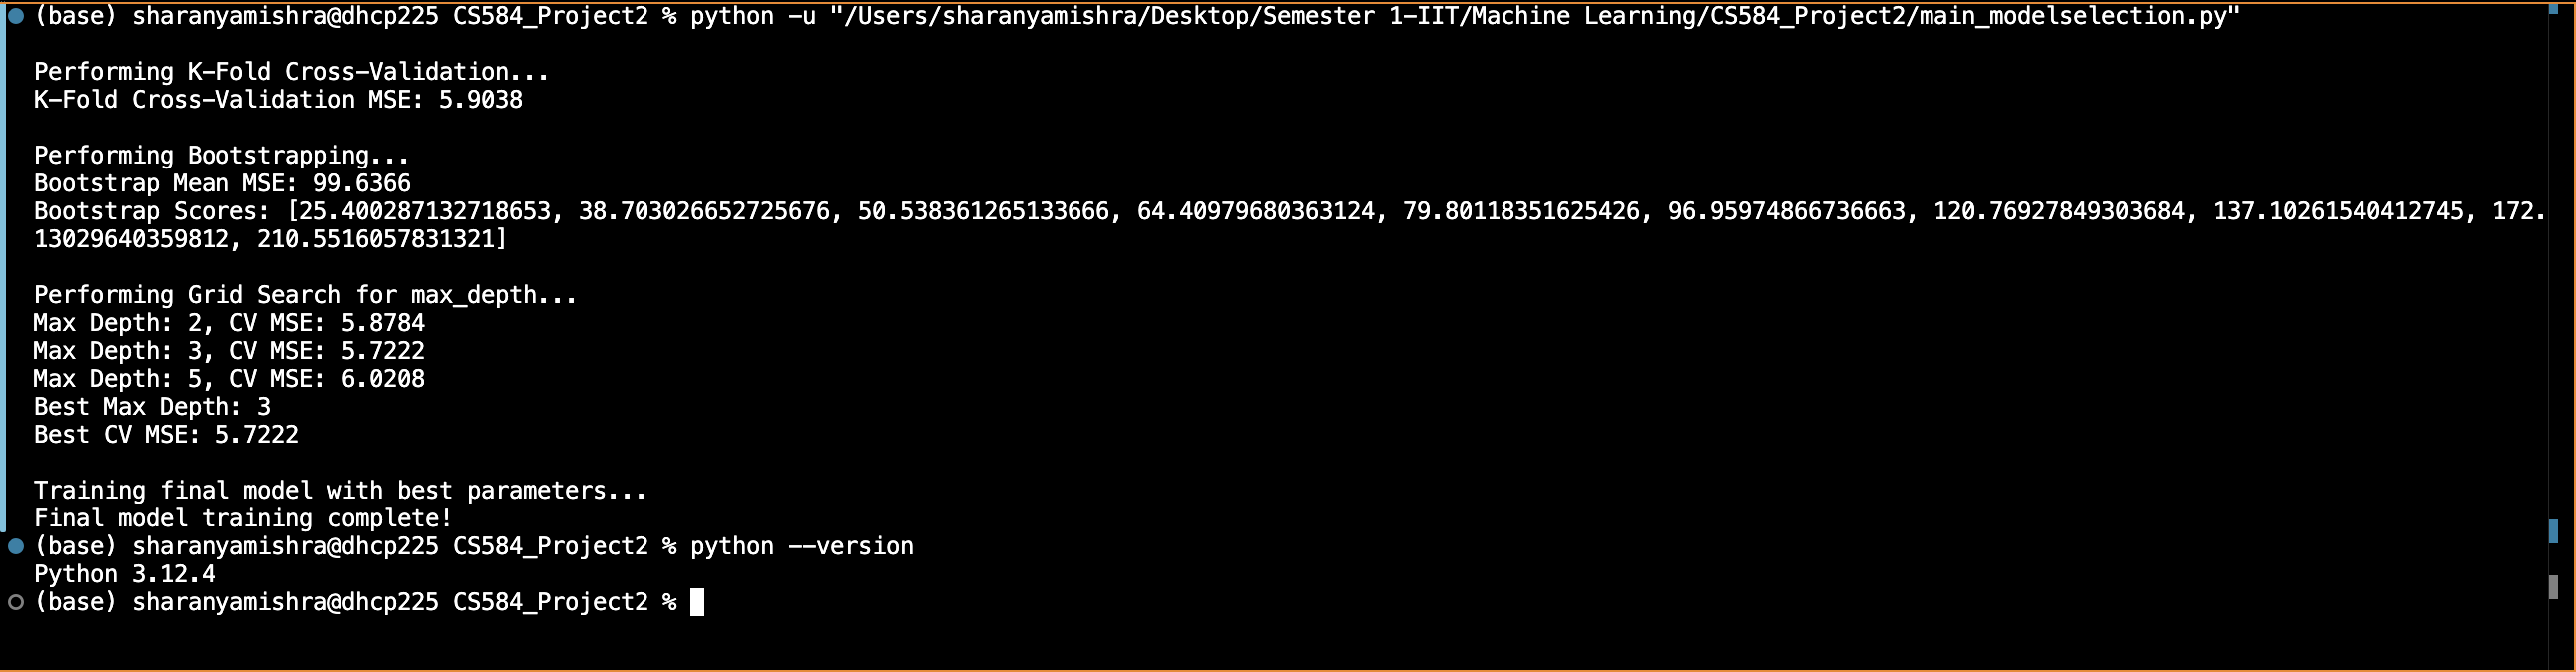 (base) sharanyamishra@dhcp225 CS584_Project2 % python -u "/Users/sharanyamishra/Desktop/Semester 1-IIT/Machine Learning/CS584_Project2/main_modelselection.py"
Performing K-Fold Cross-Validation...
K-Fold Cross-Validation MSE: 5.9038
Performing Bootstrapping...
Bootstrap Mean MSE: 99.6366
Bootstrap Scores: [25.400287132718653, 38.703026652725676, 50.538361265133666, 64.40979680363124, 79.80118351625426, 96.95974866736663, 120.76927849303684, 137.10261540412745, 172.
13029640359812, 210.5516057831321]
Performing Grid Search for max_depth...
Max Depth: 2, CV MSE: 5.8784
Max Depth: 3, CV MSE: 5.7222
Max Depth: 5, CV MSE: 6.0208
Best Max Depth: 3
Best CV MSE: 5.7222
Training final model with best parameters...
Final model training complete!
(base) sharanyamishra@dhcp225 CS584_Project2 % python --version
Python 3.12.4
(base) sharanyamishra@dhcp225 CS584_Project2 %